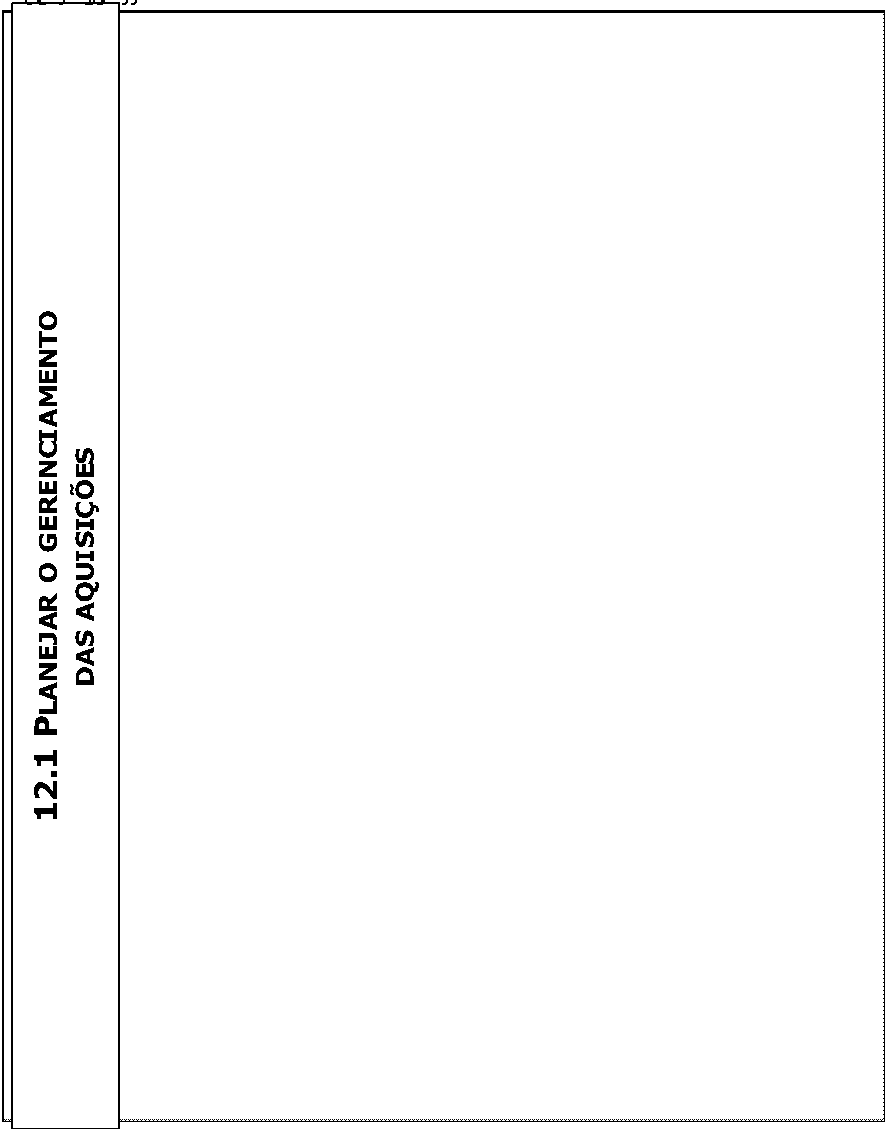 12.1 PLANEJAR O GERENCIAMENTO
DAS AQUISIÇÕES